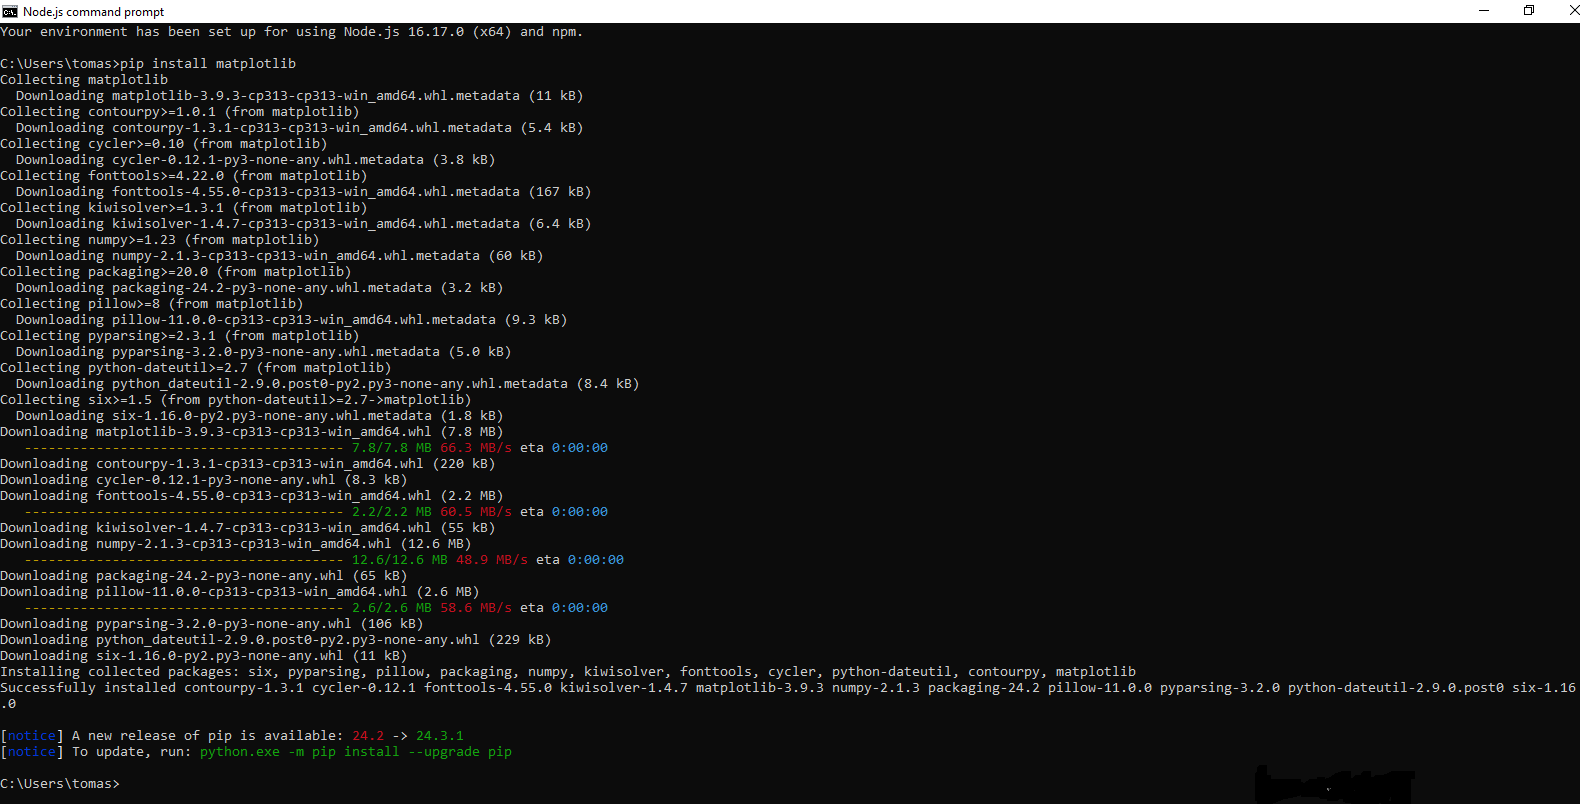 Node.js command prompt
Your environment has been set up for using Node.js 16.17.0 (x64) and npm.
C:\Users\tomas>pip install matplotlib
Collecting matplotlib
  Downloading matplotlib-3.9.3-cp313-cp313-win_amd64.whl.metadata (11 kB)
Collecting contourpy>=1.0.1 (from matplotlib)
  Downloading contourpy-1.3.1-cp313-cp313-win_amd64.whl.metadata (5.4 kB)
Collecting cycler>=0.10 (from matplotlib)
  Downloading cycler-0.12.1-py3-none-any.whl.metadata (3.8 kB)
Collecting fonttools>=4.22.0 (from matplotlib)
  Downloading fonttools-4.55.0-cp313-cp313-win_amd64.whl.metadata (167 kB)
Collecting kiwisolver>=1.3.1 (from matplotlib)
  Downloading kiwisolver-1.4.7-cp313-cp313-win_amd64.whl.metadata (6.4 kB)
Collecting numpy>=1.23 (from matplotlib)
  Downloading numpy-2.1.3-cp313-cp313-win_amd64.whl.metadata (60 kB)
Collecting packaging>=20.0 (from matplotlib)
  Downloading packaging-24.2-py3-none-any.whl.metadata (3.2 kB)
Collecting pillow>=8 (from matplotlib)
  Downloading pillow-11.0.0-cp313-cp313-win_amd64.whl.metadata (9.3 kB)
Collecting pyparsing>=2.3.1 (from matplotlib)
  Downloading pyparsing-3.2.0-py3-none-any.whl.metadata (5.0 kB)
Collecting python-dateutil>=2.7 (from matplotlib)
  Downloading python_dateutil-2.9.0.post0-py2.py3-none-any.whl.metadata (8.4 kB)
Collecting six>=1.5 (from python-dateutil>=2.7->matplotlib)
  Downloading six-1.16.0-py2.py3-none-any.whl.metadata (1.8 kB)
Downloading matplotlib-3.9.3-cp313-cp313-win_amd64.whl (7.8 MB)
   ---------------------------------------- 7.8/7.8 MB 66.3 MB/s eta 0:00:00
Downloading contourpy-1.3.1-cp313-cp313-win_amd64.whl (220 kB)
Downloading cycler-0.12.1-py3-none-any.whl (8.3 kB)
Downloading fonttools-4.55.0-cp313-cp313-win_amd64.whl (2.2 MB)
   ---------------------------------------- 2.2/2.2 MB 60.5 MB/s eta 0:00:00
Downloading kiwisolver-1.4.7-cp313-cp313-win_amd64.whl (55 kB)
Downloading numpy-2.1.3-cp313-cp313-win_amd64.whl (12.6 MB)
   ---------------------------------------- 12.6/12.6 MB 48.9 MB/s eta 0:00:00
Downloading packaging-24.2-py3-none-any.whl (65 kB)
Downloading pillow-11.0.0-cp313-cp313-win_amd64.whl (2.6 MB)
   ---------------------------------------- 2.6/2.6 MB 58.6 MB/s eta 0:00:00
Downloading pyparsing-3.2.0-py3-none-any.whl (106 kB)
Downloading python_dateutil-2.9.0.post0-py2.py3-none-any.whl (229 kB)
Downloading six-1.16.0-py2.py3-none-any.whl (11 kB)
Installing collected packages: six, pyparsing, pillow, packaging, numpy, kiwisolver, fonttools, cycler, python-dateutil, contourpy, matplotlib
Successfully installed contourpy-1.3.1 cycler-0.12.1 fonttools-4.55.0 kiwisolver-1.4.7 matplotlib-3.9.3 numpy-2.1.3 packaging-24.2 pillow-11.0.0 pyparsing-3.2.0 python-dateutil-2.9.0.post0 six-1.16
.0
[notice] A new release of pip is available: 24.2 -> 24.3.1
[notice] To update, run: python.exe -m pip install --upgrade pip
C:\Users\tomas>